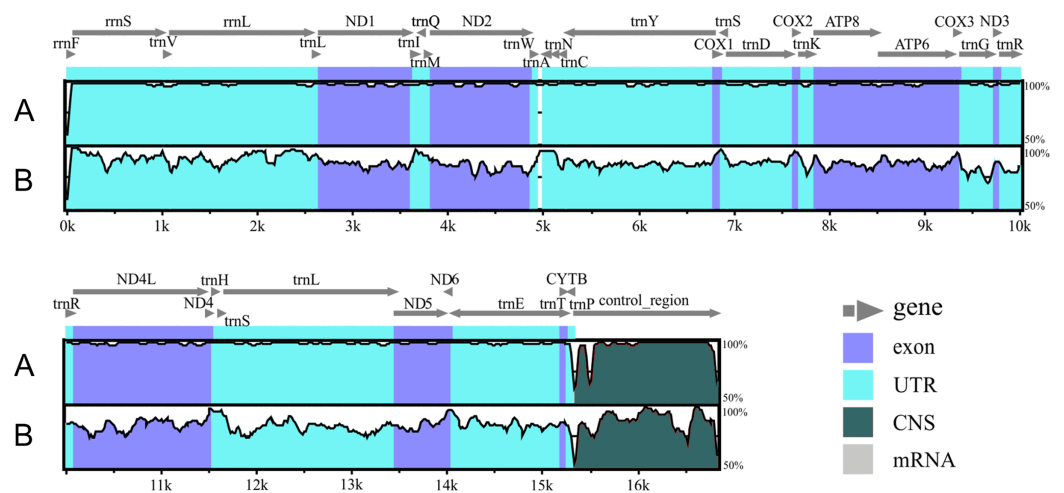 rrnS rrnL ND1 trnQ ND2 trnY trnS COX2 ATP8 COX3 ND3
rrnF trnV trnL trnI trnM trnW trnA trnN trnC COX1 trnD trnK ATP6 trnG trnR
A
100%
50%
B
100%
50%
0k 1k 2k 3k 4k 5k 6k 7k 8k 9k 10k
ND4L trnH trnL ND6 CYTB
trnR ND4 trnS ND5 trnE trnT trnP control_region
A
100%
50%
B
100%
50%
11k 12k 13k 14k 15k 16k
gene
exon
UTR
CNS
mRNA